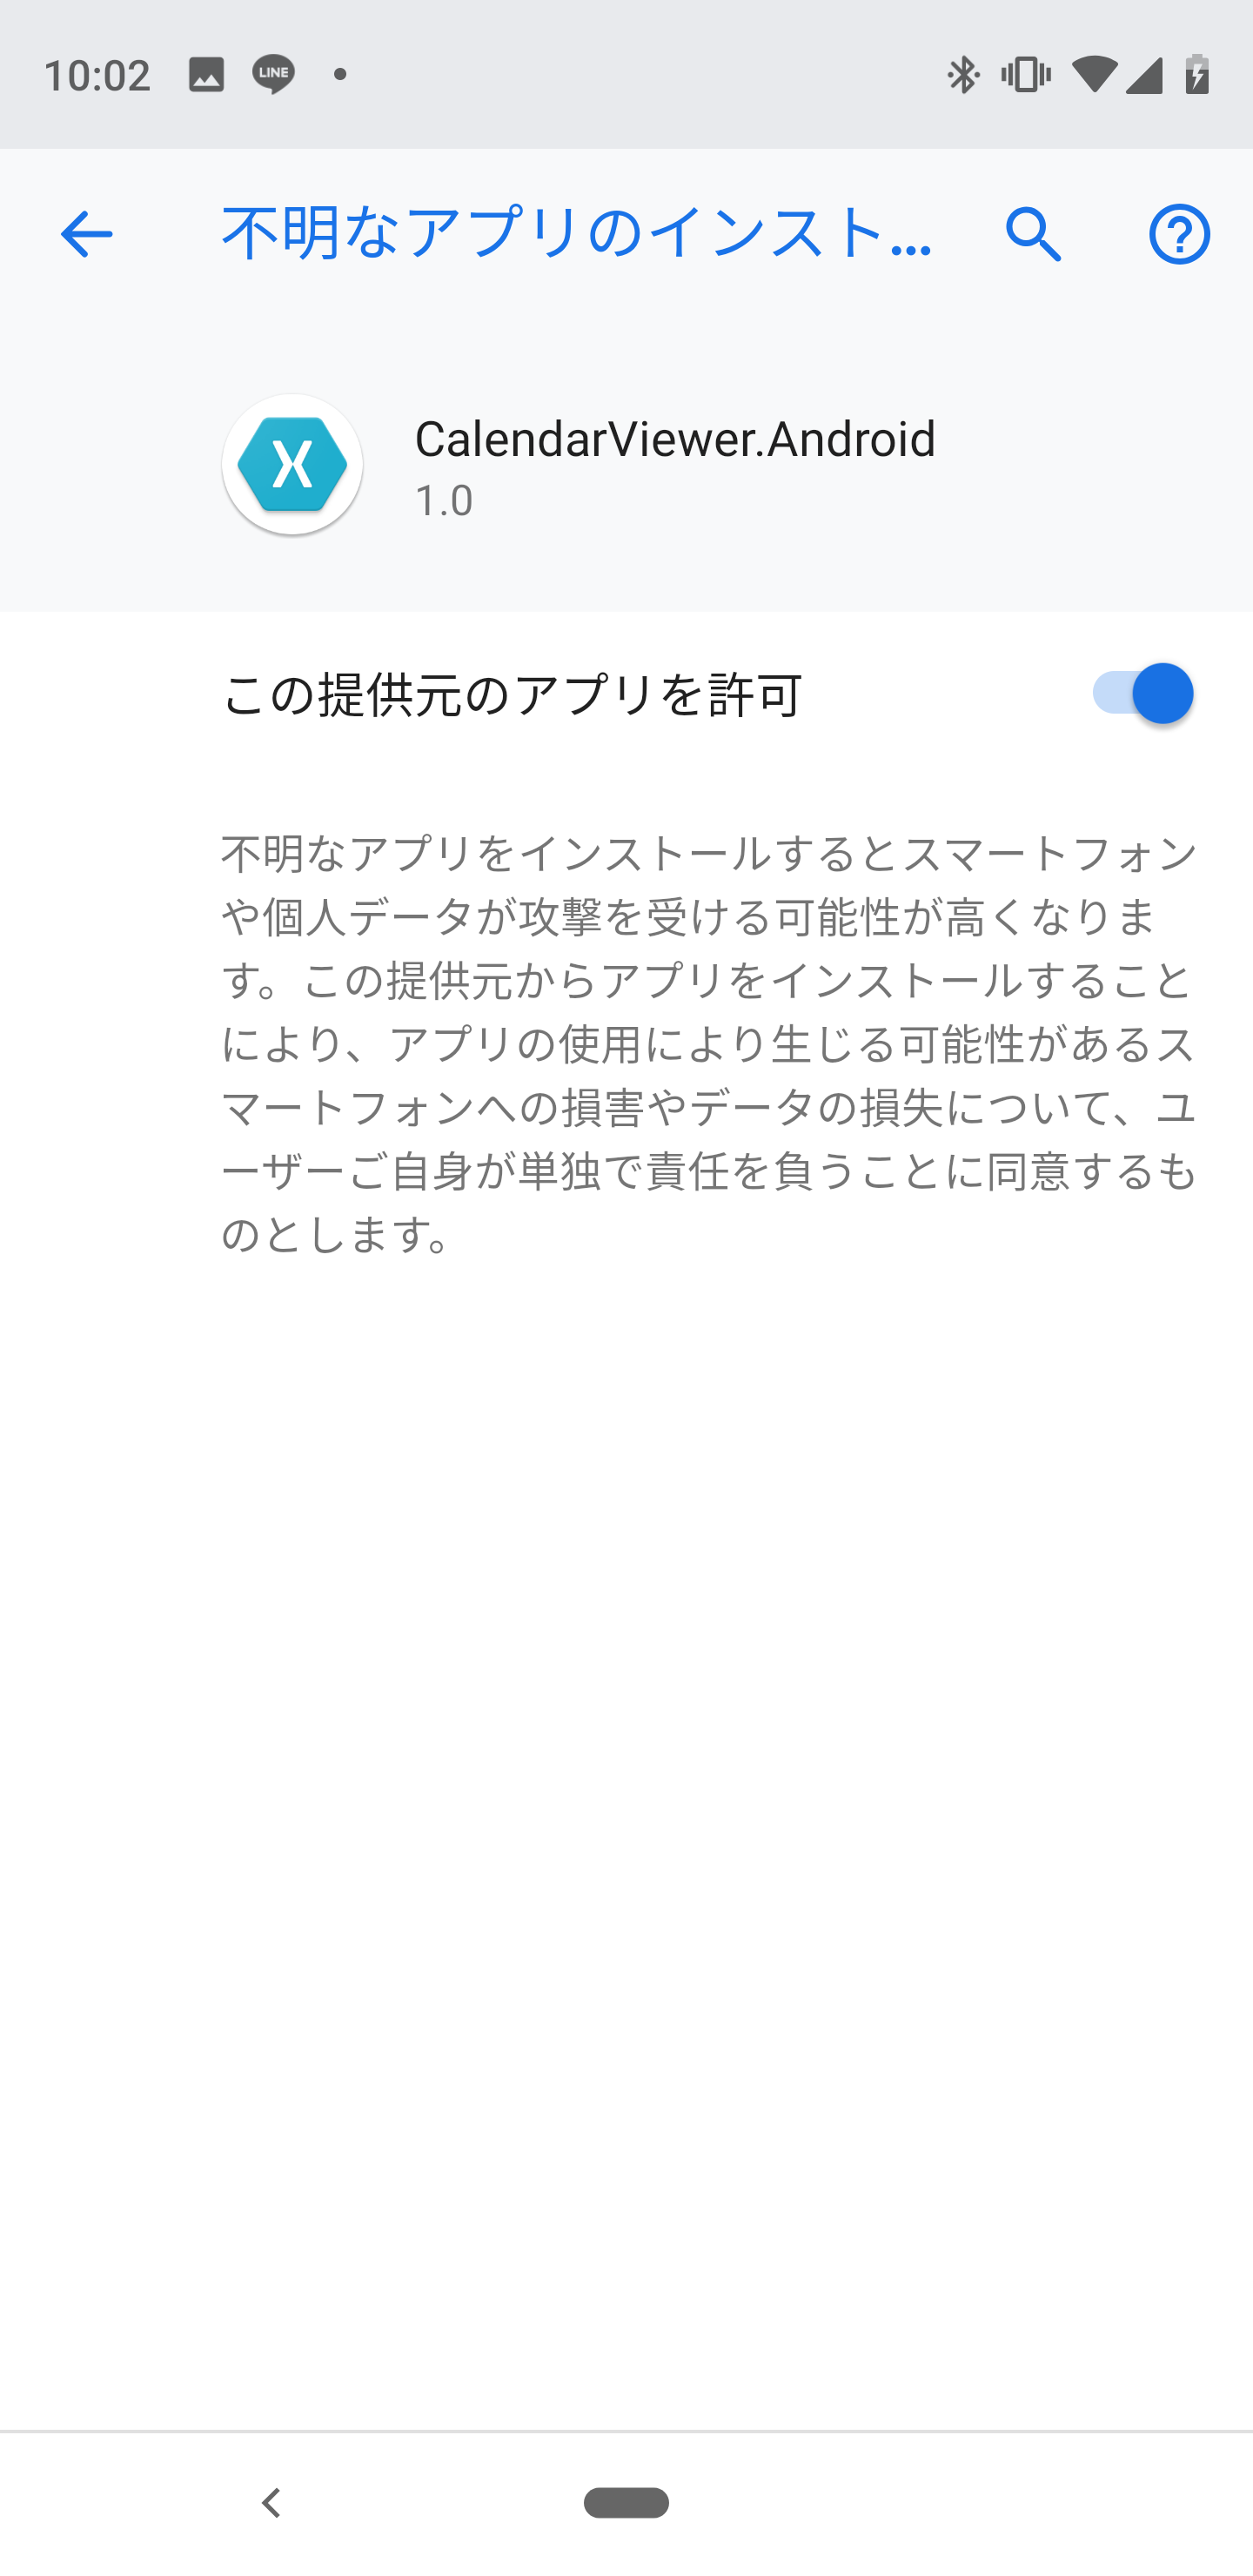 10:02 LINE
不明なアプリのインスト...
X
CalendarViewer.Android
1.0
この提供元のアプリを許可
不明なアプリをインストールするとスマートフォン
や個人データが攻撃を受ける可能性が高くなりま
す。この提供元からアプリをインストールすること
により、アプリの使用により生じる可能性があるス
マートフォンへの損害やデータの損失について、ユ
ーザーご自身が単独で責任を負うことに同意するも
のとします。